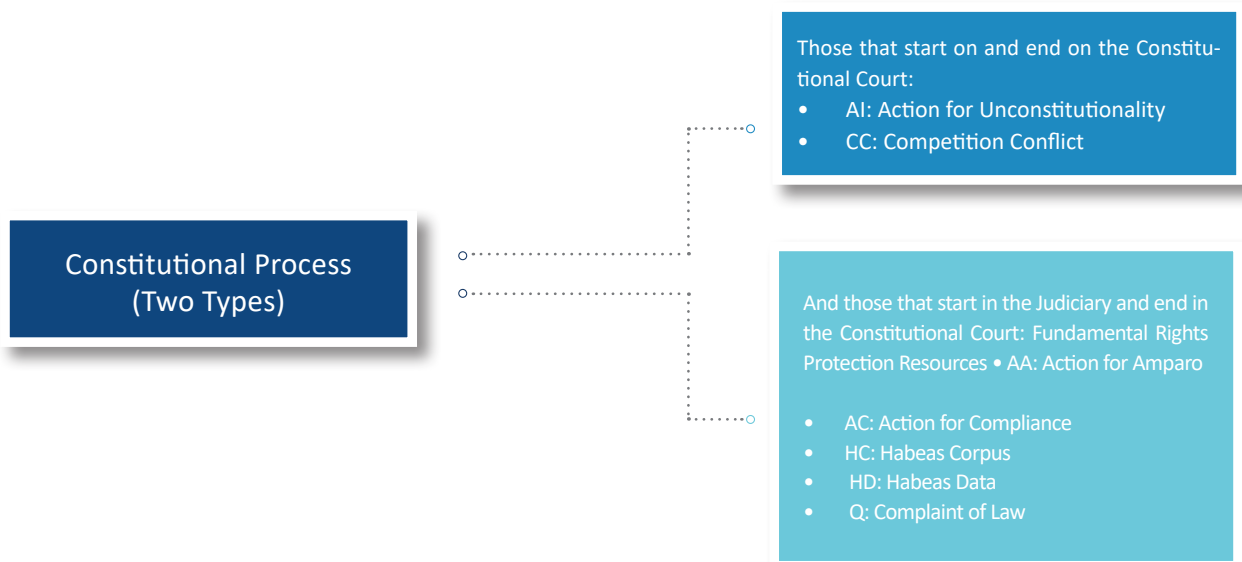 Constitutional Process
(Two Types)
Those that start on and end on the Constitu-
tional Court:
• AI: Action for Unconstitutionality
• CC: Competition Conflict
And those that start in the Judiciary and end in
the Constitutional Court: Fundamental Rights
Protection Resources • AA: Action for Amparo
• AC: Action for Compliance
• HC: Habeas Corpus
• HD: Habeas Data
• Q: Complaint of Law